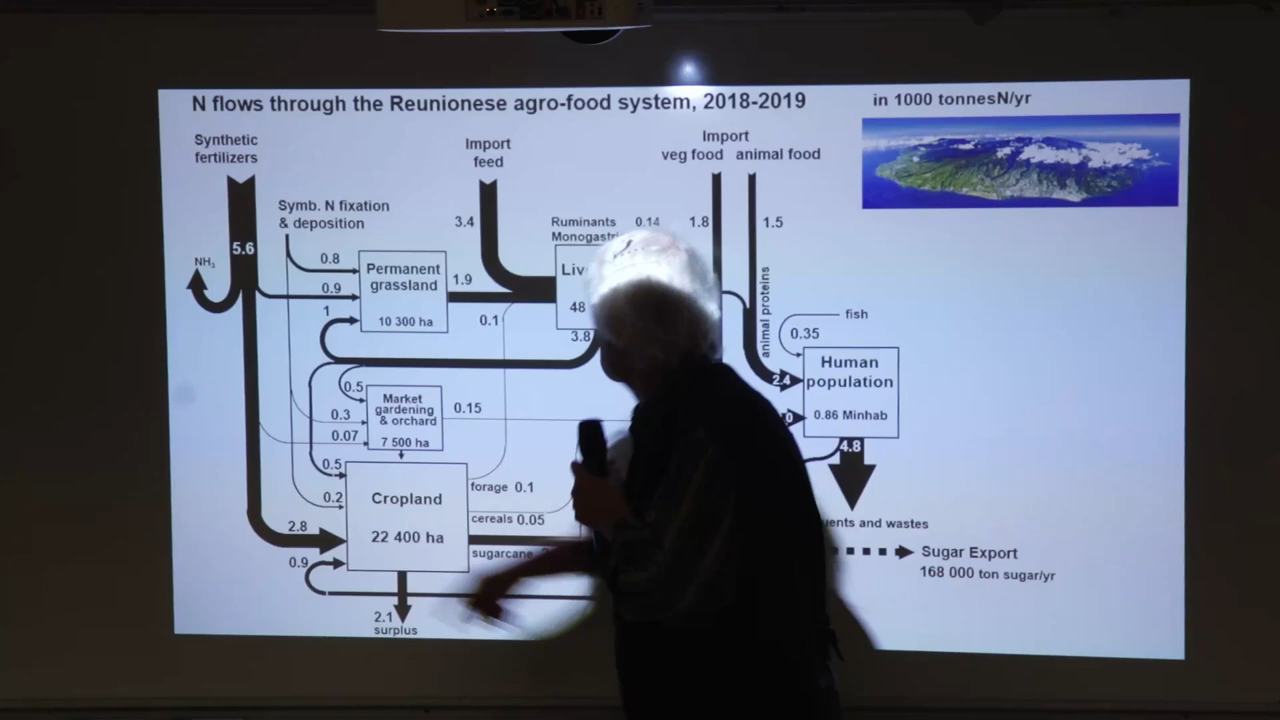 N flows through the Reunionese agro-food system, 2018-2019
in 1000 tonnesN/yr
Synthetic
fertilizers
Import
feed
Import
veg food animal food
Symb. N fixation
& deposition
3.4
Ruminants 0.14
1.8
1.5
5.6
NH₃
0.8
Permanent
grassland
10 300 ha
1.9
0.9
1
0.1
48
3.8
animal proteins
fish
0.35
Human
population
0.86 Minhab
2.4
4.8
0.5
Market
gardening
& orchard
7 500 ha
0.15
0.3
0.07
0.5
0.2
Cropland
22 400 ha
forage 0.1
cereals 0.05
sugarcane
2.8
0.9
2.1
surplus
and wastes
Sugar Export
168 000 ton sugar/yr